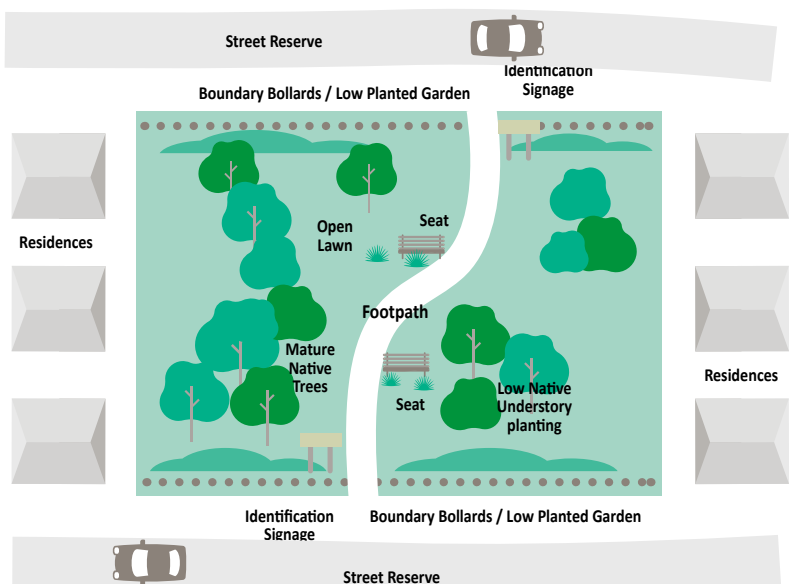 Street Reserve
Identification
Signage
Boundary Bollards / Low Planted Garden
Open
Lawn
Seat
Residences
Footpath
Mature
Native
Trees
Residences
Low Native
Understory
planting
Seat
Identification
Signage
Boundary Bollards / Low Planted Garden
Street Reserve